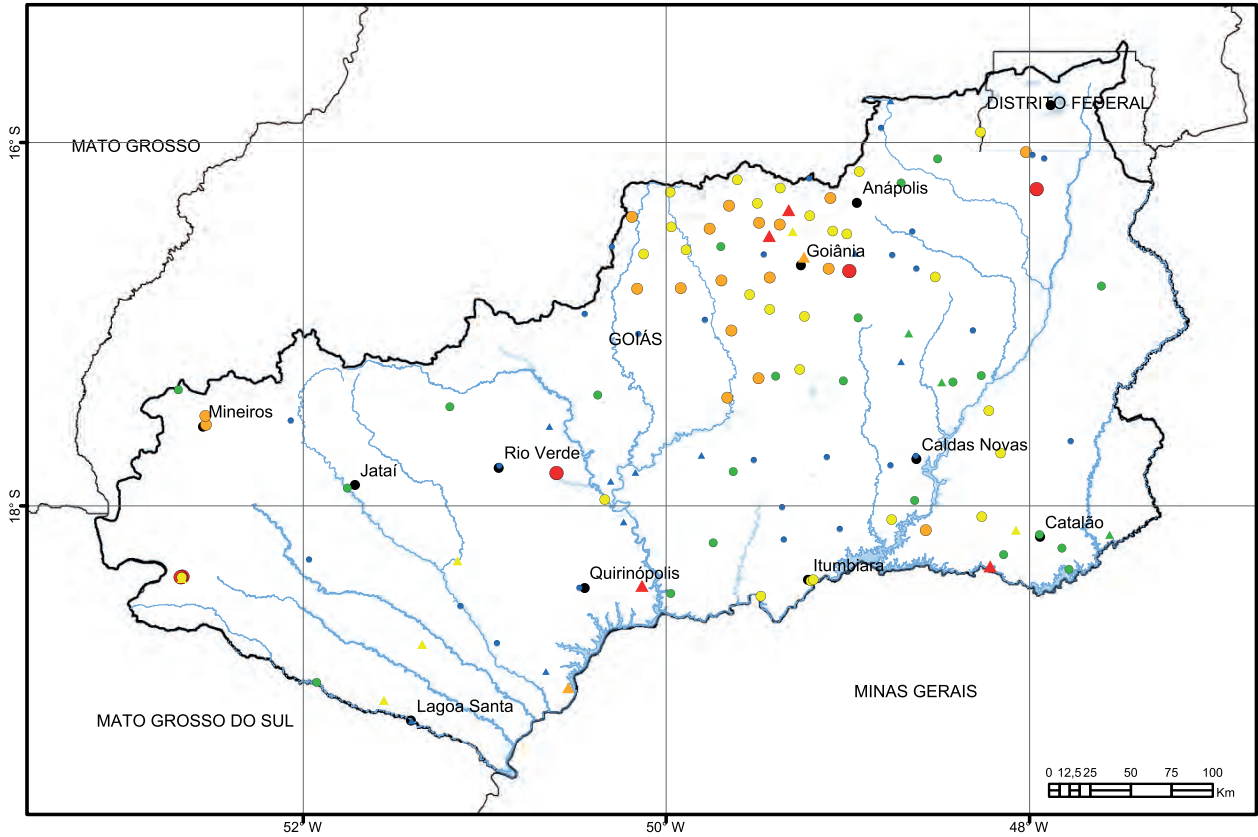 DISTRITO FEDERAL
16° S
MATO GROSSO
Anápolis
Goiânia
GOIÁS
Mineiros
Rio Verde
Caldas Novas
Jataí
18° S
Catalão
Itumbiara
Quirinópolis
MINAS GERAIS
Lagoa Santa
MATO GROSSO DO SUL
0 12,5 25 50 75 100
Km
52° W 50° W 48° W